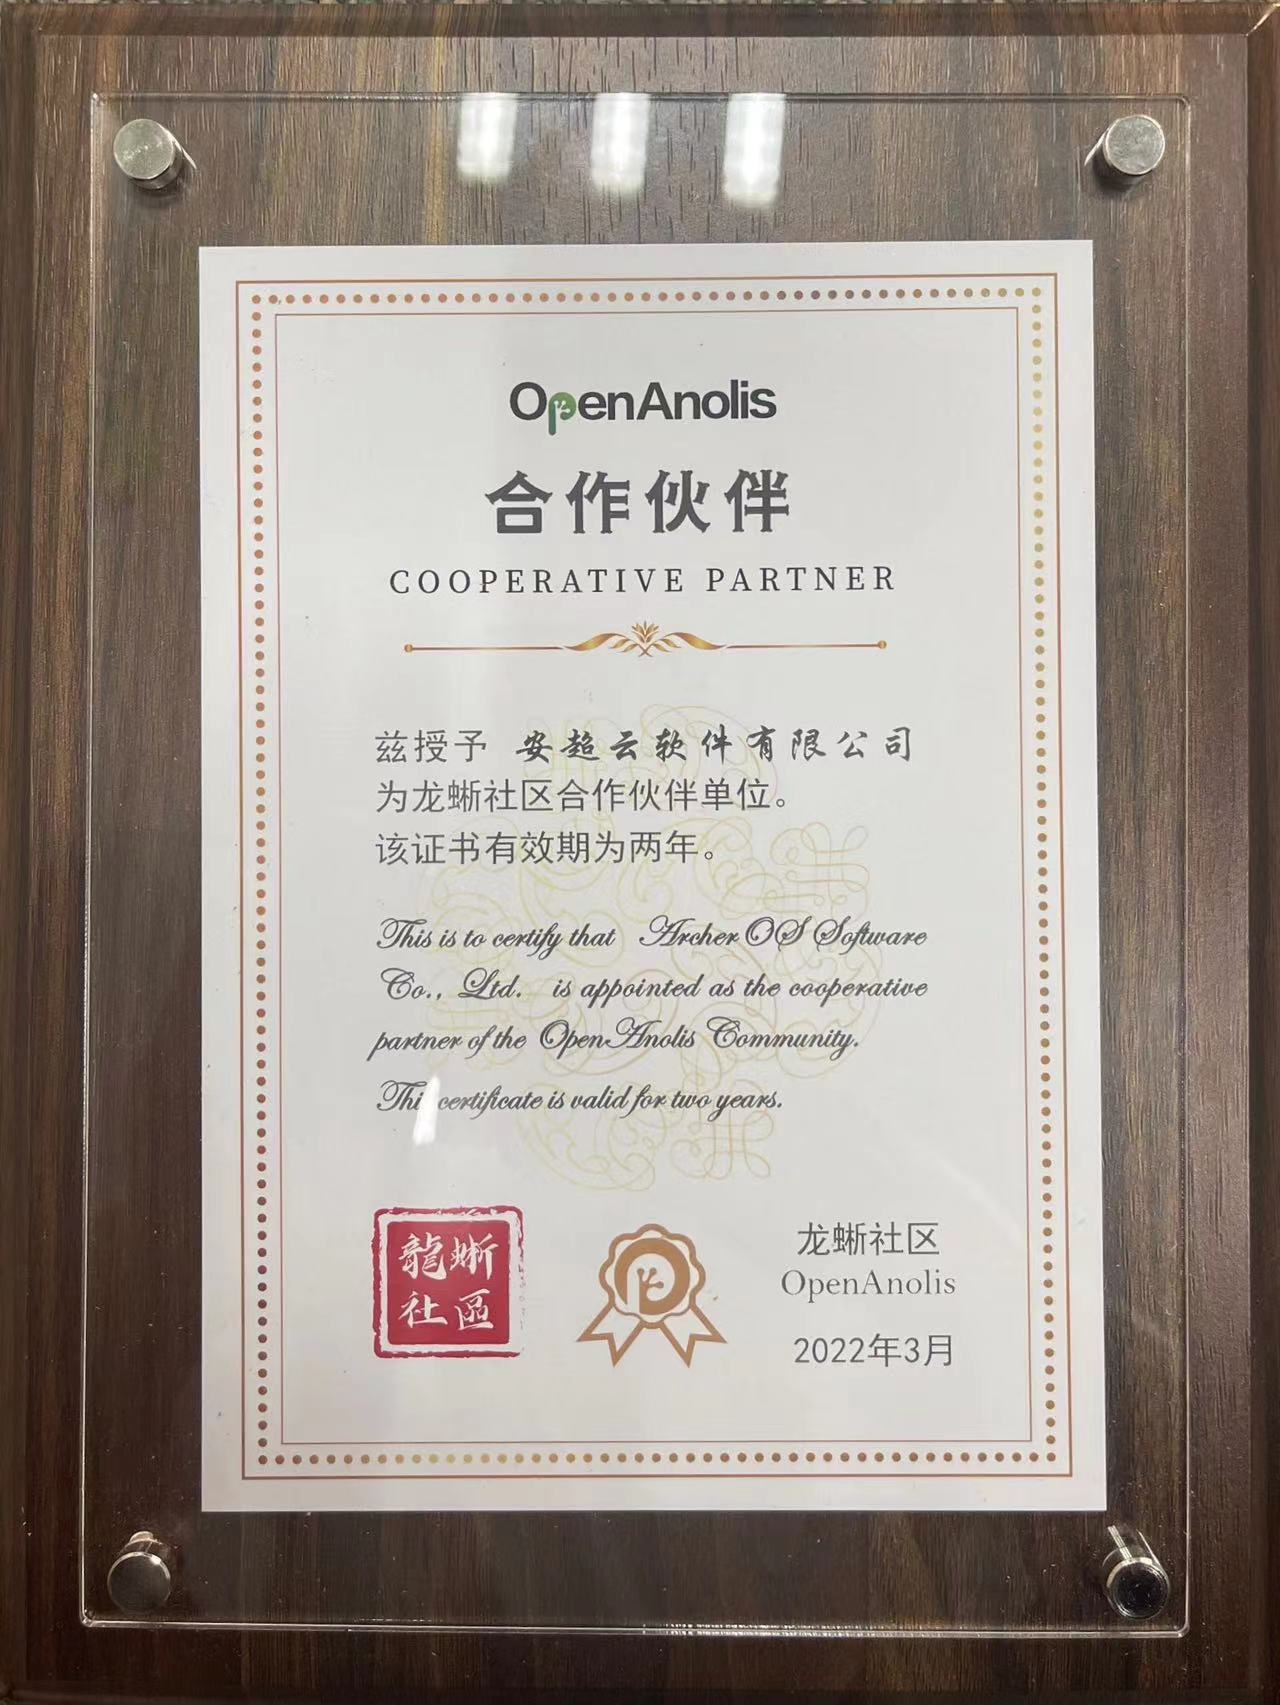 OpenAnolis
合作伙伴
COOPERATIVE PARTNER
兹授予 安超云软件有限公司
为龙蜥社区合作伙伴单位。
该证书有效期为两年。
This is to certify that Archer OS Software
Co., Ltd. is appointed as the cooperative
partner of the OpenAnolis Community.
This certificate is valid for two years.
龍蜥
社區
龙蜥社区
OpenAnolis
2022年3月